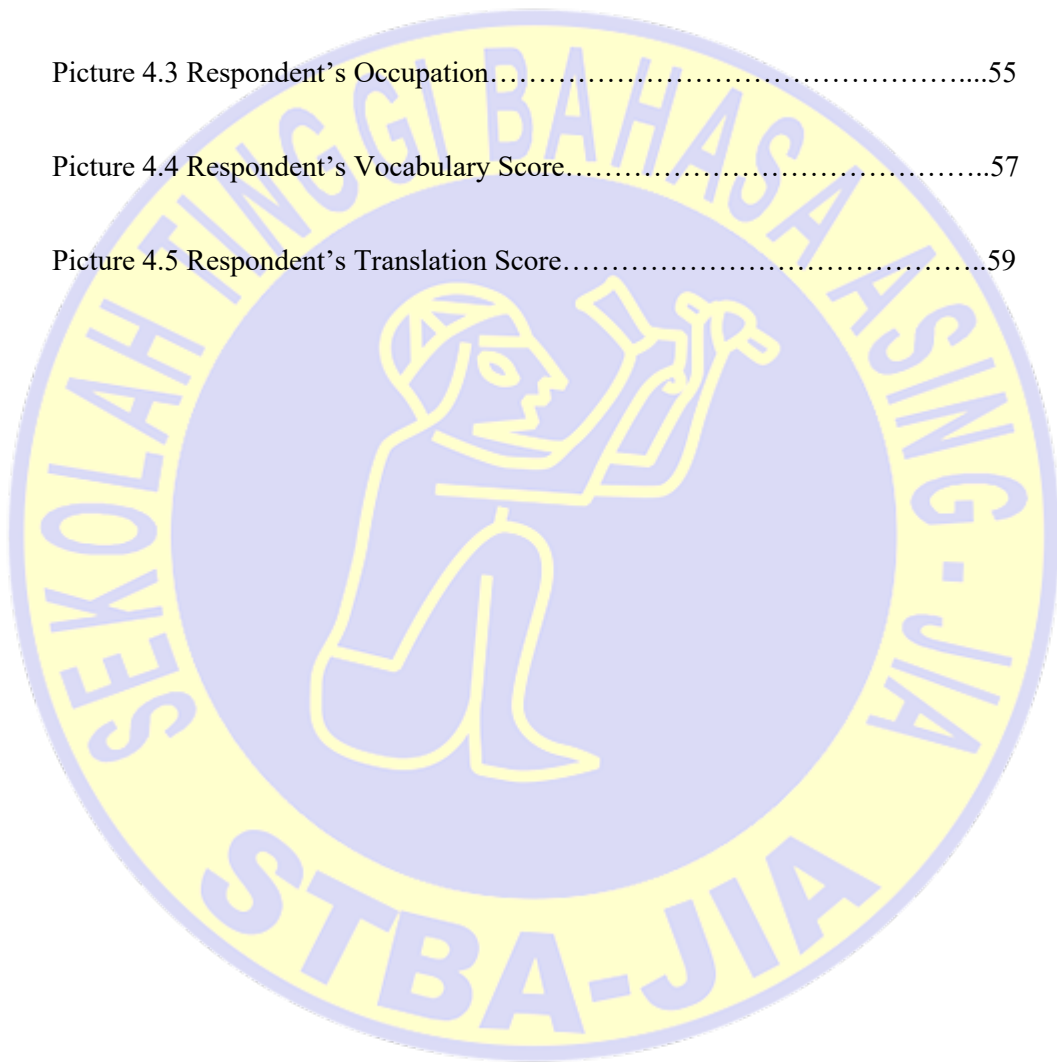 Picture 4.3 Respondent’s Occupation…………………………………………....55
Picture 4.4 Respondent’s Vocabulary Score……………………………………..57
Picture 4.5 Respondent’s Translation Score……………………………………..59
SEKOLAH TINGGI BAHASA ASING - JIA
STBA-JIA